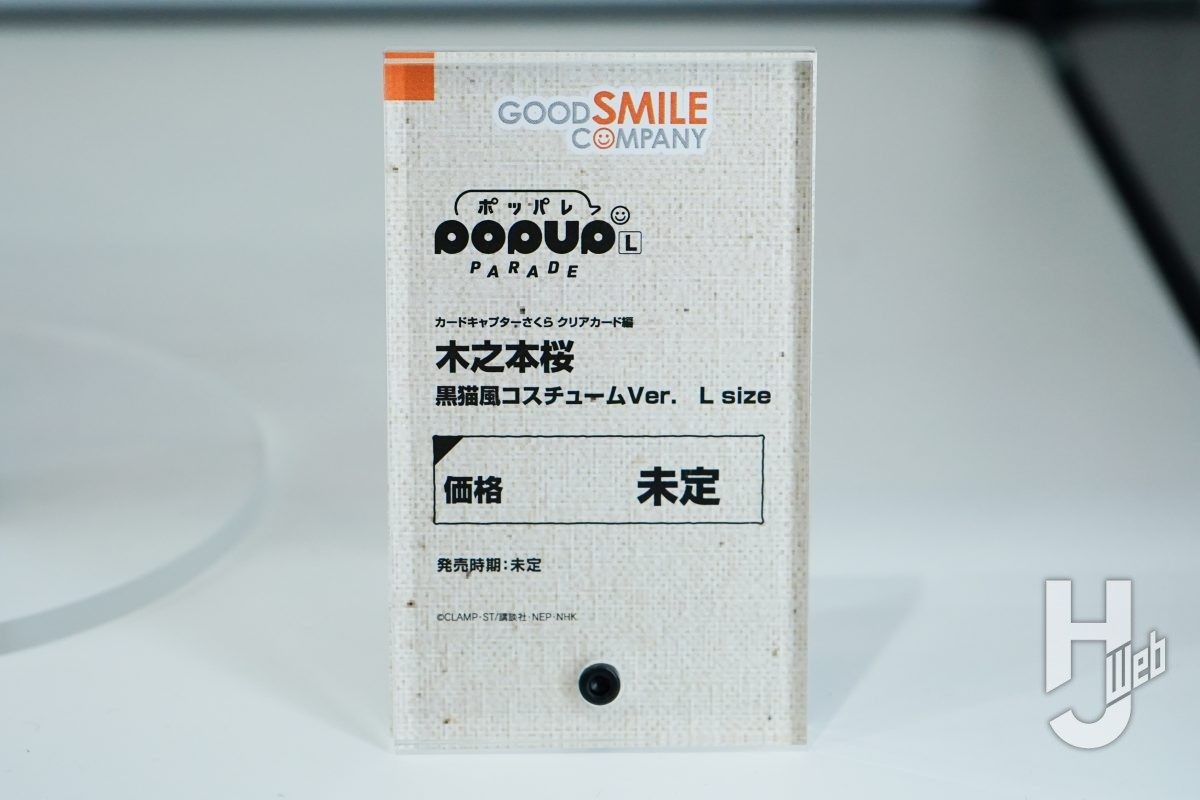 GOOD SMILE
COMPANY
ポッパレ
POP UP L
PARADE
カードキャプターさくら クリアカード編
木之本桜
黒猫風コスチュームVer. L size
価格 未定
発売時期:未定
©CLAMP・ST/講談社・NEP・NHK
HJ Web